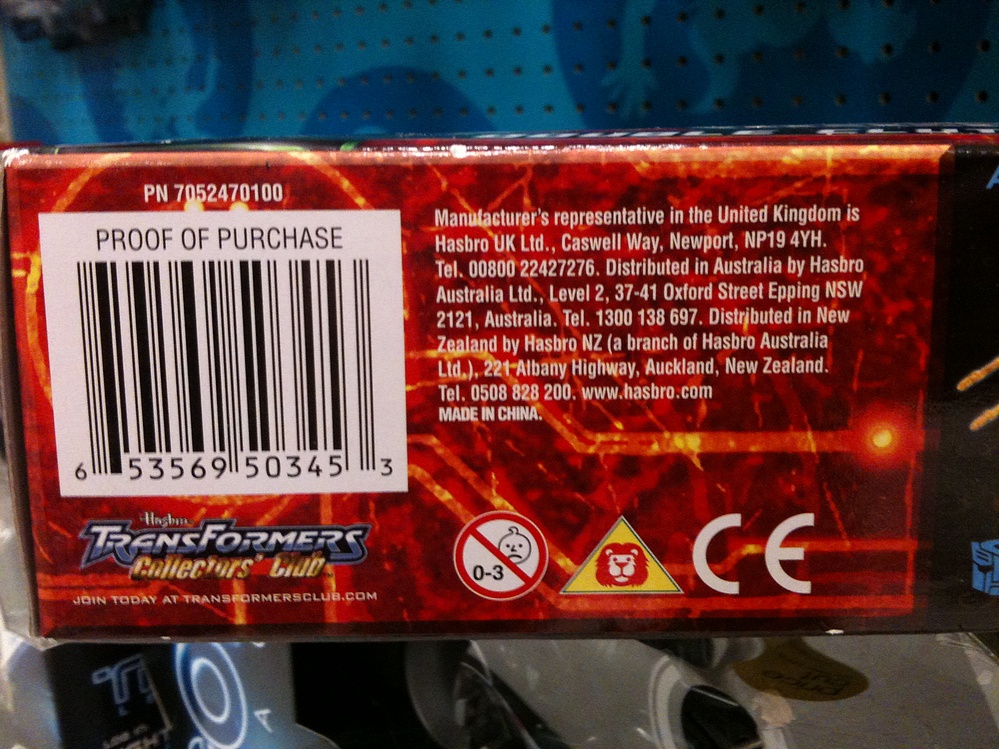 PN 7052470100
PROOF OF PURCHASE
6 53569 50345 3
Hasbro
TRANSFORMERS
Collectors' Club
JOIN TODAY AT TRANSFORMERSCLUB.COM
Manufacturer's representative in the United Kingdom is
Hasbro UK Ltd., Caswell Way, Newport, NP19 4YH.
Tel. 00800 22427276. Distributed in Australia by Hasbro
Australia Ltd., Level 2, 37-41 Oxford Street Epping NSW
2121, Australia. Tel. 1300 138 697. Distributed in New
Zealand by Hasbro NZ (a branch of Hasbro Australia
Ltd.), 221 Albany Highway, Auckland, New Zealand.
Tel. 0508 828 200. www.hasbro.com
MADE IN CHINA.
0-3
CE